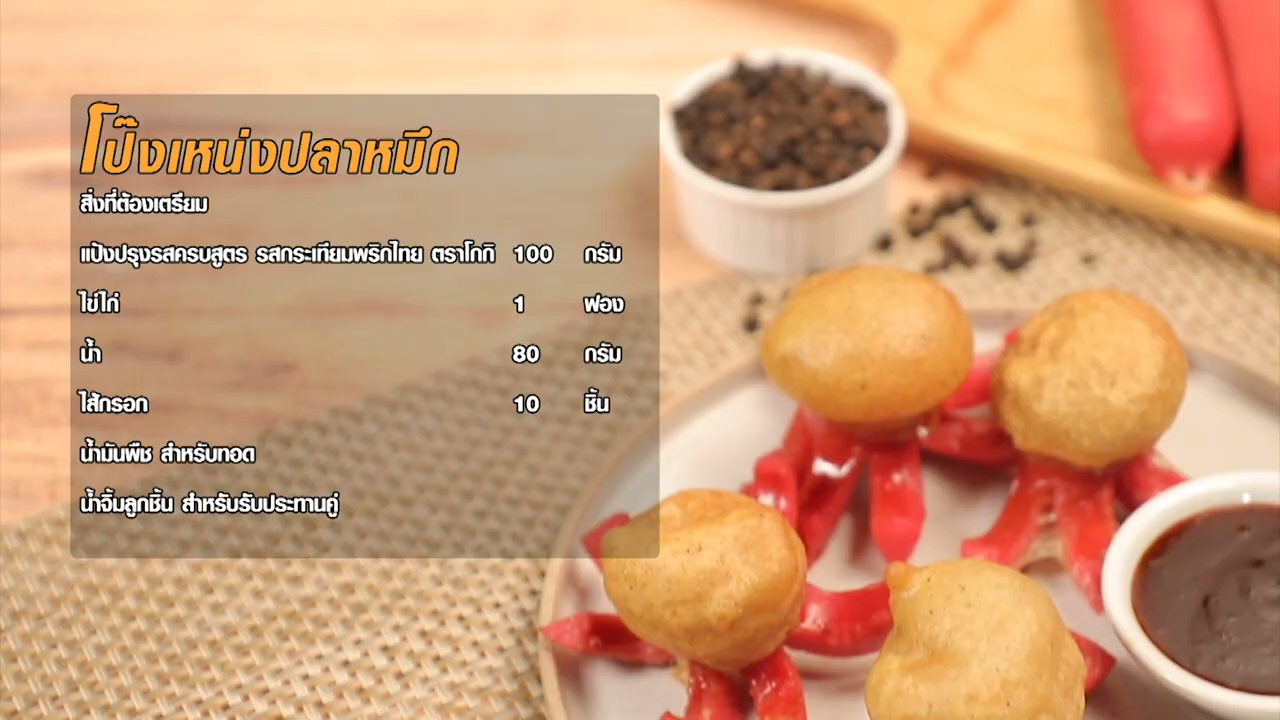 โป๊งเหน่งปลาหมึก
สิ่งที่ต้องเตรียม
แป้งปรุงรสครบสูตร รสกระเทียมพริกไทย ตราโกกิ 100 กรัม
ไข่ไก่ 1 ฟอง
น้ำ 80 กรัม
ไส้กรอก 10 ชิ้น
น้ำมันพืช สำหรับทอด
น้ำจิ้มลูกชิ้น สำหรับรับประทานคู่